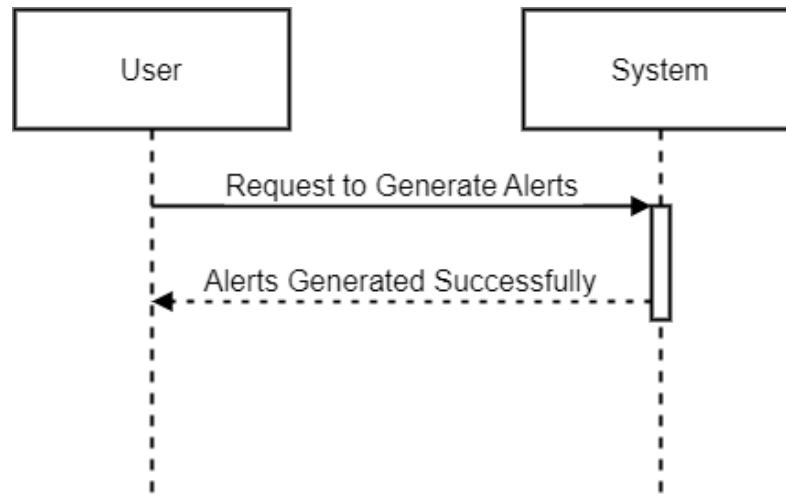 User
System
Request to Generate Alerts
Alerts Generated Successfully